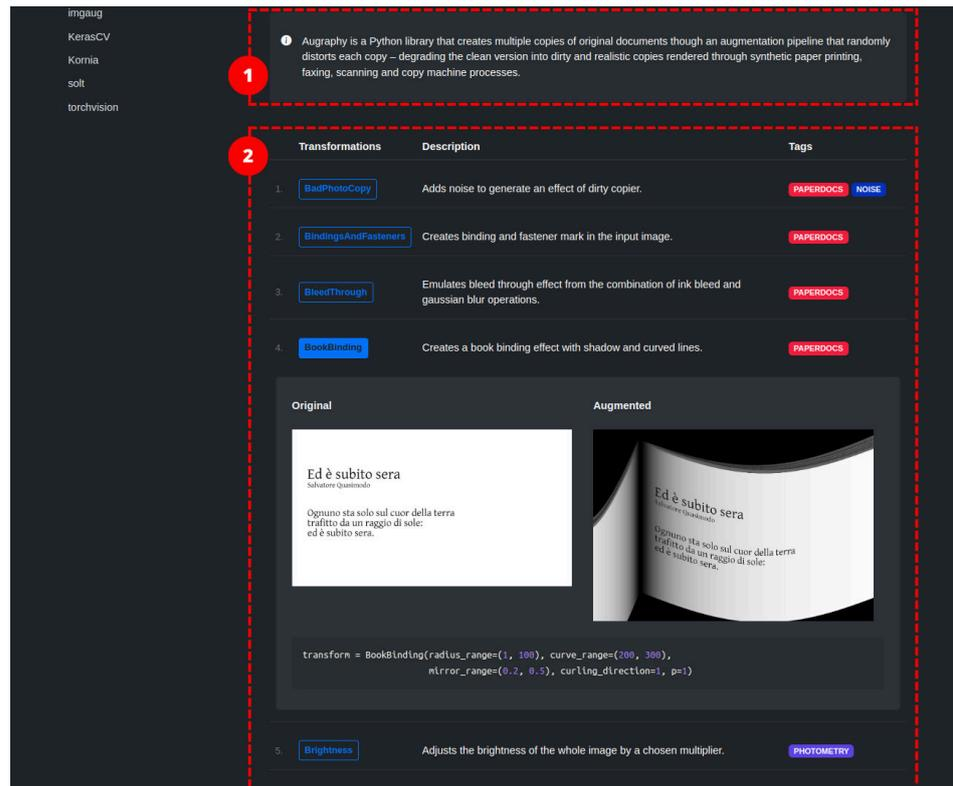 imgaug
KerasCV
Kornia
solt
torchvision
1
Augraphy is a Python library that creates multiple copies of original documents though an augmentation pipeline that randomly
distorts each copy – degrading the clean version into dirty and realistic copies rendered through synthetic paper printing,
faxing, scanning and copy machine processes.
2
Transformations Description Tags
1. BadPhotoCopy Adds noise to generate an effect of dirty copier. PAPERDOCS NOISE
2. BindingsAndFasteners Creates binding and fastener mark in the input image. PAPERDOCS
3. BleedThrough Emulates bleed through effect from the combination of ink bleed and
gaussian blur operations. PAPERDOCS
4. BookBinding Creates a book binding effect with shadow and curved lines. PAPERDOCS
Original Augmented
Ed è subito sera
Salvatore Quasimodo
Ognuno sta solo sul cuor della terra
trafitto da un raggio di sole:
ed è subito sera.
Ed è subito sera
Salvatore Quasimodo
Ognuno sta solo sul cuor della terra
trafitto da un raggio di sole:
ed è subito sera.
transform = BookBinding(radius_range=(1, 100), curve_range=(200, 300),
mirror_range=(0.2, 0.5), curling_direction=1, p=1)
5. Brightness Adjusts the brightness of the whole image by a chosen multiplier. PHOTOMETRY